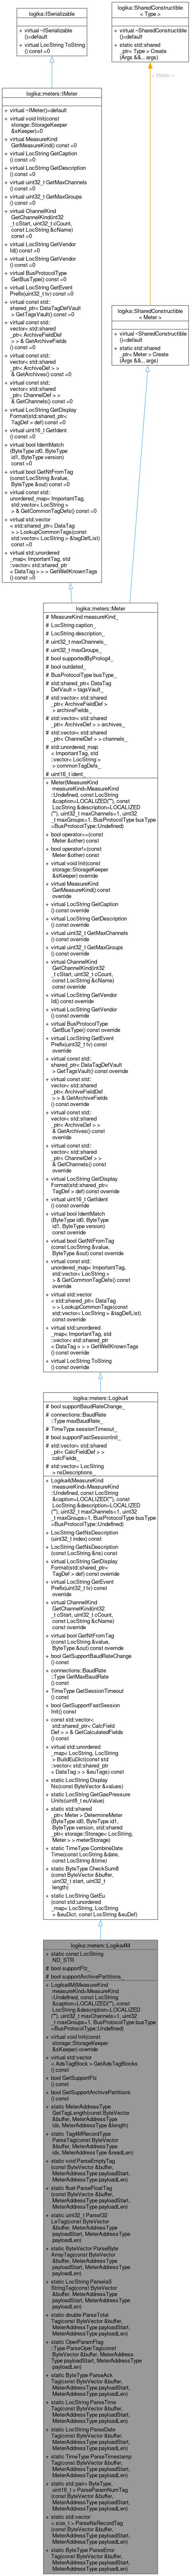 logika::ISerializable
+ virtual ~ISerializable
()=default
+ virtual LocString ToString
() const =0
logika::SharedConstructible
< Type >
+ virtual ~SharedConstructible
()=default
+ static std::shared
_ptr< Type > Create
(Args &&... args)
< Meter >
logika::meters::IMeter
+ virtual ~IMeter()=default
+ virtual void Init(const
storage::StorageKeeper
&sKeeper)=0
+ virtual MeasureKind
GetMeasureKind() const =0
+ virtual LocString GetCaption
() const =0
+ virtual LocString GetDescription
() const =0
+ virtual uint32_t GetMaxChannels
() const =0
+ virtual uint32_t GetMaxGroups
() const =0
+ virtual ChannelKind
GetChannelKind(int32
_t cStart, uint32_t cCount,
const LocString &cName)
const =0
+ virtual LocString GetVendor
Id() const =0
+ virtual LocString GetVendor
() const =0
+ virtual BusProtocolType
GetBusType() const =0
+ virtual LocString GetEvent
Prefix(uint32_t tv) const =0
+ virtual const std::
shared_ptr< DataTagDefVault
> GetTagsVault() const =0
+ virtual const std::
vector< std::shared
_ptr< ArchiveFieldDef
> > & GetArchiveFields
() const =0
+ virtual const std::
vector< std::shared
_ptr< ArchiveDef > >
& GetArchives() const =0
+ virtual const std::
vector< std::shared
_ptr< ChannelDef > >
& GetChannels() const =0
+ virtual LocString GetDisplay
Format(std::shared_ptr<
TagDef > def) const =0
+ virtual uint16_t GetIdent
() const =0
+ virtual bool IdentMatch
(ByteType id0, ByteType
id1, ByteType version)
const =0
+ virtual bool GetNtFromTag
(const LocString &value,
ByteType &out) const =0
+ virtual const std::
unordered_map< ImportantTag,
std::vector< LocString >
> & GetCommonTagDefs() const =0
+ virtual std::vector
< std::shared_ptr< DataTag
> > LookupCommonTags(const
std::vector< LocString > &tagDefList)
const =0
+ virtual std::unordered
_map< ImportantTag, std
::vector< std::shared_ptr
< DataTag > > > GetWellKnownTags
() const =0
logika::SharedConstructible
< Meter >
+ virtual ~SharedConstructible
()=default
+ static std::shared
_ptr< Meter > Create
(Args &&... args)
logika::meters::Meter
# MeasureKind measureKind_
# LocString caption_
# LocString description_
# uint32_t maxChannels_
# uint32_t maxGroups_
# bool supportedByProlog4_
# bool outdated_
# BusProtocolType busType_
# std::shared_ptr< DataTag
DefVault > tagsVault_
# std::vector< std::shared
_ptr< ArchiveFieldDef >
> archiveFields_
# std::vector< std::shared
_ptr< ArchiveDef > > archives_
# std::vector< std::shared
_ptr< ChannelDef > > channels_
# std::unordered_map
< ImportantTag, std
::vector< LocString >
> commonTagDefs_
# uint16_t ident_
+ Meter(MeasureKind
measureKind=MeasureKind
::Undefined, const LocString
&caption=LOCALIZED(""), const
LocString &description=LOCALIZED
(""), uint32_t maxChannels=1, uint32
_t maxGroups=1, BusProtocolType busType
=BusProtocolType::Undefined)
+ bool operator==(const
Meter &other) const
+ bool operator!=(const
Meter &other) const
+ virtual void Init(const
storage::StorageKeeper
&sKeeper) override
+ virtual MeasureKind
GetMeasureKind() const
override
+ virtual LocString GetCaption
() const override
+ virtual LocString GetDescription
() const override
+ virtual uint32_t GetMaxChannels
() const override
+ virtual uint32_t GetMaxGroups
() const override
+ virtual ChannelKind
GetChannelKind(int32
_t cStart, uint32_t cCount,
const LocString &cName)
const override
+ virtual LocString GetVendor
Id() const override
+ virtual LocString GetVendor
() const override
+ virtual BusProtocolType
GetBusType() const override
+ virtual LocString GetEvent
Prefix(uint32_t tv) const
override
+ virtual const std::
shared_ptr< DataTagDefVault
> GetTagsVault() const override
+ virtual const std::
vector< std::shared
_ptr< ArchiveFieldDef
> > & GetArchiveFields
() const override
+ virtual const std::
vector< std::shared
_ptr< ArchiveDef > >
& GetArchives() const
override
+ virtual const std::
vector< std::shared
_ptr< ChannelDef > >
& GetChannels() const
override
+ virtual LocString GetDisplay
Format(std::shared_ptr<
TagDef > def) const override
+ virtual uint16_t GetIdent
() const override
+ virtual bool IdentMatch
(ByteType id0, ByteType
id1, ByteType version)
const override
+ virtual bool GetNtFromTag
(const LocString &value,
ByteType &out) const override
+ virtual const std::
unordered_map< ImportantTag,
std::vector< LocString >
> & GetCommonTagDefs() const
override
+ virtual std::vector
< std::shared_ptr< DataTag
> > LookupCommonTags(const
std::vector< LocString > &tagDefList)
const override
+ virtual std::unordered
_map< ImportantTag, std
::vector< std::shared_ptr
< DataTag > > > GetWellKnownTags
() const override
+ virtual LocString ToString
() const override
logika::meters::Logika4
# bool supportBaudRateChange_
# connections::BaudRate
::Type maxBaudRate_
# TimeType sessionTimeout_
# bool supportFastSessionInit_
# std::vector< std::shared
_ptr< CalcFieldDef > >
calcFields_
# std::vector< LocString
> nsDescriptions_
+ Logika4(MeasureKind
measureKind=MeasureKind
::Undefined, const LocString
&caption=LOCALIZED(""), const
LocString &description=LOCALIZED
(""), uint32_t maxChannels=1, uint32
_t maxGroups=1, BusProtocolType busType
=BusProtocolType::Undefined)
+ LocString GetNsDescription
(uint32_t index) const
+ LocString GetNsDescription
(const LocString &ns) const
+ virtual LocString GetDisplay
Format(std::shared_ptr<
TagDef > def) const override
+ virtual LocString GetEvent
Prefix(uint32_t tv) const
override
+ virtual ChannelKind
GetChannelKind(int32
_t cStart, uint32_t cCount,
const LocString &cName)
const override
+ virtual bool GetNtFromTag
(const LocString &value,
ByteType &out) const override
+ bool GetSupportBaudRateChange
() const
+ connections::BaudRate
::Type GetMaxBaudRate
() const
+ TimeType GetSessionTimeout
() const
+ bool GetSupportFastSession
Init() const
+ const std::vector<
std::shared_ptr< CalcField
Def > > & GetCalculatedFields
() const
+ virtual std::unordered
_map< LocString, LocString
> BuildEuDict(const std
::vector< std::shared_ptr
< DataTag > > &euTags) const
+ static LocString Display
Ns(const ByteVector &values)
+ static LocString GetGasPressure
Units(uint8_t euValue)
+ static std::shared
_ptr< Meter > DetermineMeter
(ByteType id0, ByteType id1,
ByteType version, std::shared
_ptr< storage::Storage< LocString,
Meter > > meterStorage)
+ static TimeType CombineDate
Time(const LocString &date,
const LocString &time)
+ static ByteType CheckSum8
(const ByteVector &buffer,
uint32_t start, uint32_t
length)
+ static LocString GetEu
(const std::unordered
_map< LocString, LocString
> &euDict, const LocString &euDef)
logika::meters::Logika4M
+ static const LocString
ND_STR
# bool supportFlz_
# bool supportArchivePartitions_
+ Logika4M(MeasureKind
measureKind=MeasureKind
::Undefined, const LocString
&caption=LOCALIZED(""), const
LocString &description=LOCALIZED
(""), uint32_t maxChannels=1, uint32
_t maxGroups=1, BusProtocolType busType
=BusProtocolType::Undefined)
+ virtual void Init(const
storage::StorageKeeper
&sKeeper) override
+ virtual std::vector
< AdsTagBlock > GetAdsTagBlocks
() const
+ bool GetSupportFlz
() const
+ bool GetSupportArchivePartitions
() const
+ static MeterAddressType
GetTagLength(const ByteVector
&buffer, MeterAddressType
idx, MeterAddressType &length)
+ static Tag4MRecordType
ParseTag(const ByteVector
&buffer, MeterAddressType
idx, MeterAddressType &readLen)
+ static void ParseEmptyTag
(const ByteVector &buffer,
MeterAddressType payloadStart,
MeterAddressType payloadLen)
+ static float ParseFloatTag
(const ByteVector &buffer,
MeterAddressType payloadStart,
MeterAddressType payloadLen)
+ static uint32_t ParseI32
LeTag(const ByteVector
&buffer, MeterAddressType
payloadStart, MeterAddressType
payloadLen)
+ static ByteVector ParseByte
ArrayTag(const ByteVector
&buffer, MeterAddressType
payloadStart, MeterAddressType
payloadLen)
+ static LocString ParseIa5
StringTag(const ByteVector
&buffer, MeterAddressType
payloadStart, MeterAddressType
payloadLen)
+ static double ParseTotal
Tag(const ByteVector &buffer,
MeterAddressType payloadStart,
MeterAddressType payloadLen)
+ static OperParamFlag
::Type ParseOperTag(const
ByteVector &buffer, MeterAddress
Type payloadStart, MeterAddressType
payloadLen)
+ static ByteType ParseAck
Tag(const ByteVector &buffer,
MeterAddressType payloadStart,
MeterAddressType payloadLen)
+ static LocString ParseTime
Tag(const ByteVector &buffer,
MeterAddressType payloadStart,
MeterAddressType payloadLen)
+ static LocString ParseDate
Tag(const ByteVector &buffer,
MeterAddressType payloadStart,
MeterAddressType payloadLen)
+ static TimeType ParseTimestamp
Tag(const ByteVector &buffer,
MeterAddressType payloadStart,
MeterAddressType payloadLen)
+ static std::pair< ByteType,
uint16_t > ParseParamNumTag
(const ByteVector &buffer,
MeterAddressType payloadStart,
MeterAddressType payloadLen)
+ static std::vector
< size_t > ParseNsRecordTag
(const ByteVector &buffer,
MeterAddressType payloadStart,
MeterAddressType payloadLen)
+ static ByteType ParseError
Tag(const ByteVector &buffer,
MeterAddressType payloadStart,
MeterAddressType payloadLen)